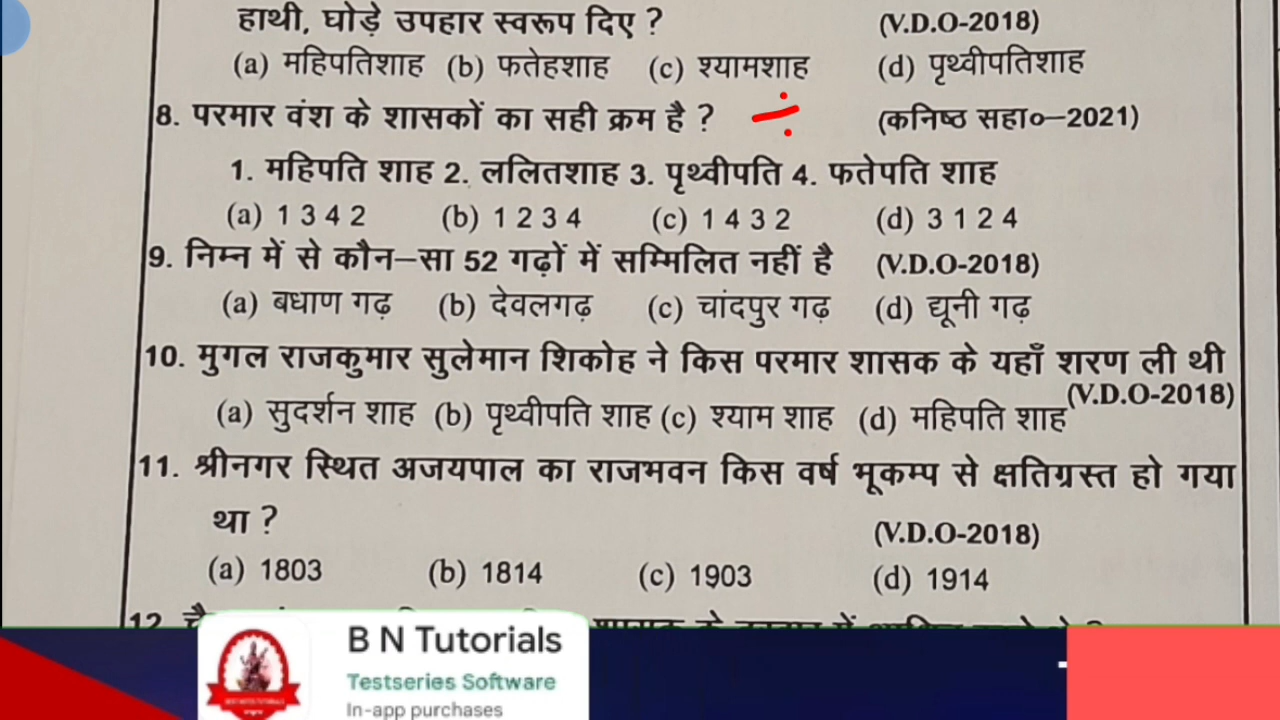 हाथी, घोड़े उपहार स्वरूप दिए ? (V.D.O-2018)
(a) महिपतिशाह (b) फतेहशाह (c) श्यामशाह (d) पृथ्वीपतिशाह
8. परमार वंश के शासकों का सही क्रम है ? (कनिष्ठ सहा०–2021)
1. महिपति शाह 2. ललितशाह 3. पृथ्वीपति 4. फतेपति शाह
(a) 1 3 4 2 (b) 1 2 3 4 (c) 1 4 3 2 (d) 3 1 2 4
9. निम्न में से कौन–सा 52 गढ़ों में सम्मिलित नहीं है (V.D.O-2018)
(a) बधाण गढ़ (b) देवलगढ़ (c) चांदपुर गढ़ (d) द्यूनी गढ़
10. मुगल राजकुमार सुलेमान शिकोह ने किस परमार शासक के यहाँ शरण ली थी
(V.D.O-2018)
(a) सुदर्शन शाह (b) पृथ्वीपति शाह (c) श्याम शाह (d) महिपति शाह
11. श्रीनगर स्थित अजयपाल का राजभवन किस वर्ष भूकम्प से क्षतिग्रस्त हो गया
था ? (V.D.O-2018)
(a) 1803 (b) 1814 (c) 1903 (d) 1914
12.
B N Tutorials
Testseries Software
In-app purchases